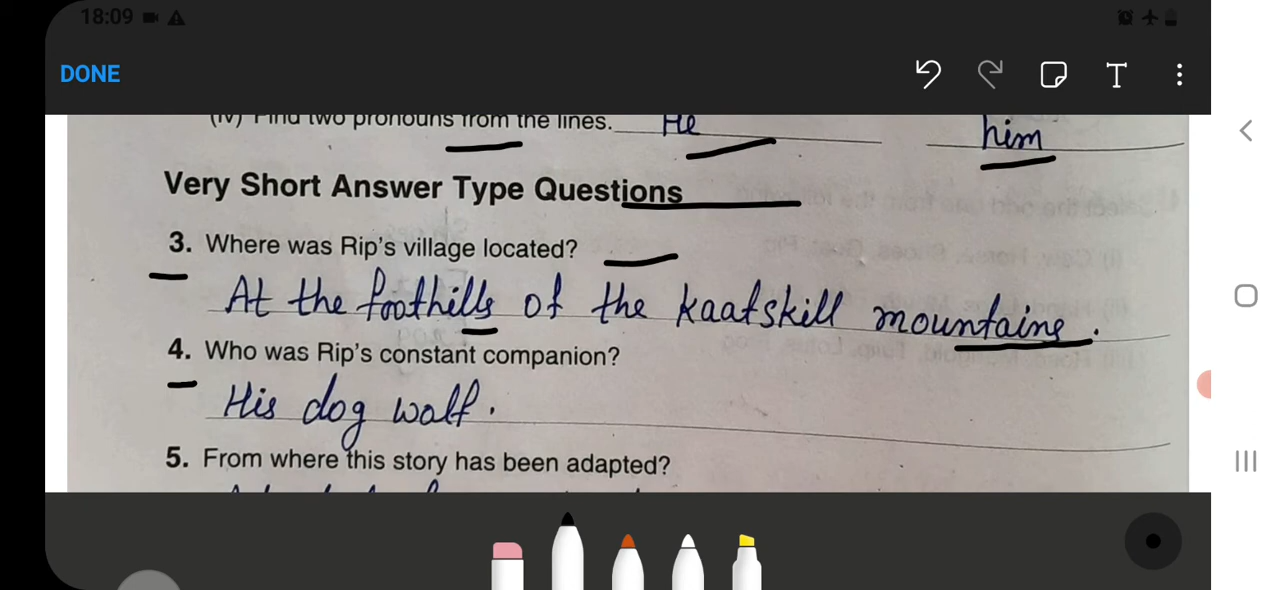 18:09
DONE
T
(iv) Find two pronouns from the lines. He him
Very Short Answer Type Questions
3. Where was Rip's village located?
At the foothills of the kaatskill mountains.
4. Who was Rip's constant companion?
His dog walf.
5. From where this story has been adapted?